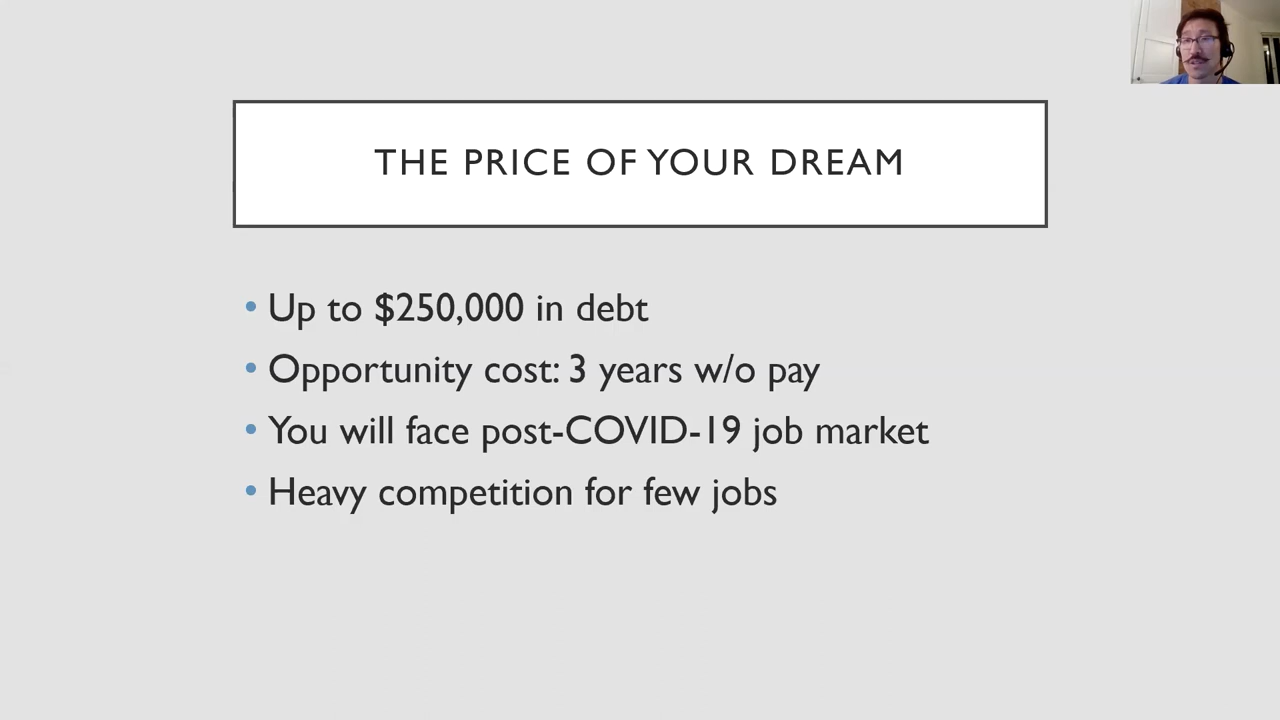 THE PRICE OF YOUR DREAM
• Up to $250,000 in debt
• Opportunity cost: 3 years w/o pay
• You will face post-COVID-19 job market
• Heavy competition for few jobs